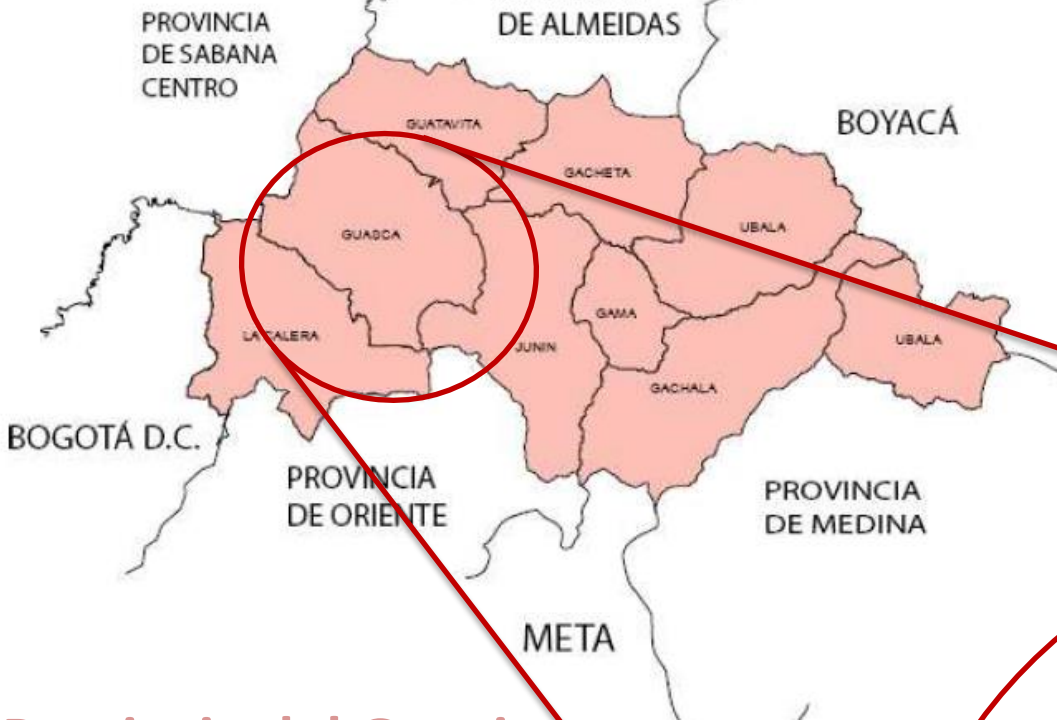 PROVINCIA
DE SABANA
CENTRO
DE ALMEIDAS
BOYACÁ
GUATAVITA
GACHETA
UBALA
GUASCA
GAMA
UBALA
LA CALERA
JUNIN
GACHALA
BOGOTÁ D.C.
PROVINCIA
DE ORIENTE
PROVINCIA
DE MEDINA
META